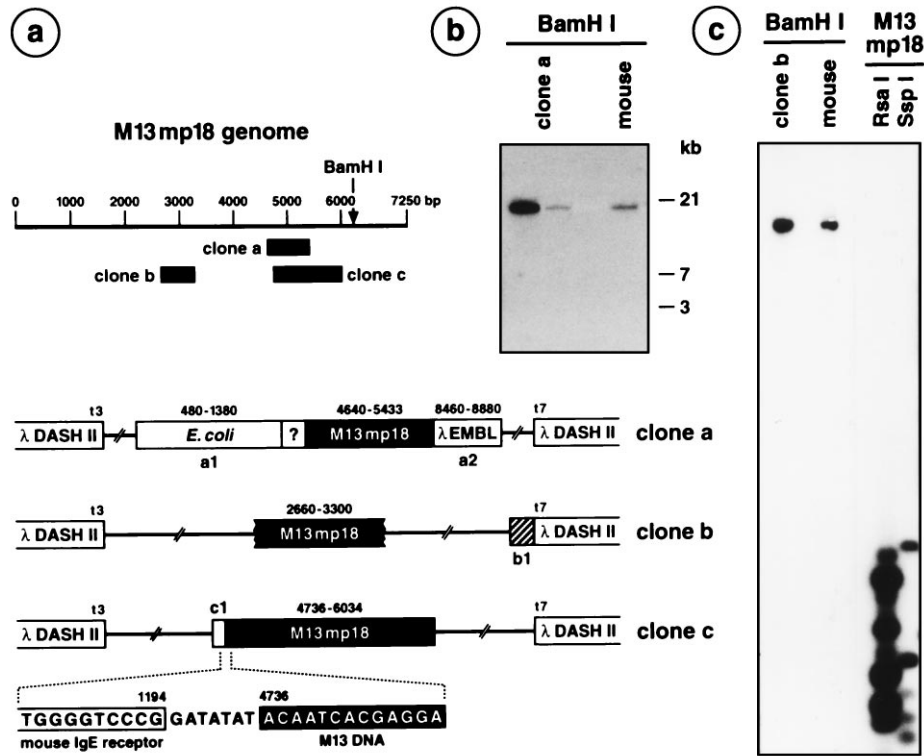 a
M13mp18 genome
BamH I
0 1000 2000 3000 4000 5000 6000 7250 bp
clone a
clone b
clone c
b
BamH I
clone a
mouse
kb
21
7
3
c
BamH I
M13 mp18
clone b
mouse
Rsa I
Ssp I
t3 480-1380 4640-5433 8460-8880 t7
λ DASH II E. coli ? M13mp18 λ EMBL λ DASH II clone a
a1 a2
t3 2660-3300 t7
λ DASH II M13mp18 λ DASH II clone b
b1
t3 c1 4736-6034 t7
λ DASH II M13mp18 λ DASH II clone c
1194 4736
TGGGGTCCCG GATATAT ACAATCACGAGGA
mouse IgE receptor M13 DNA